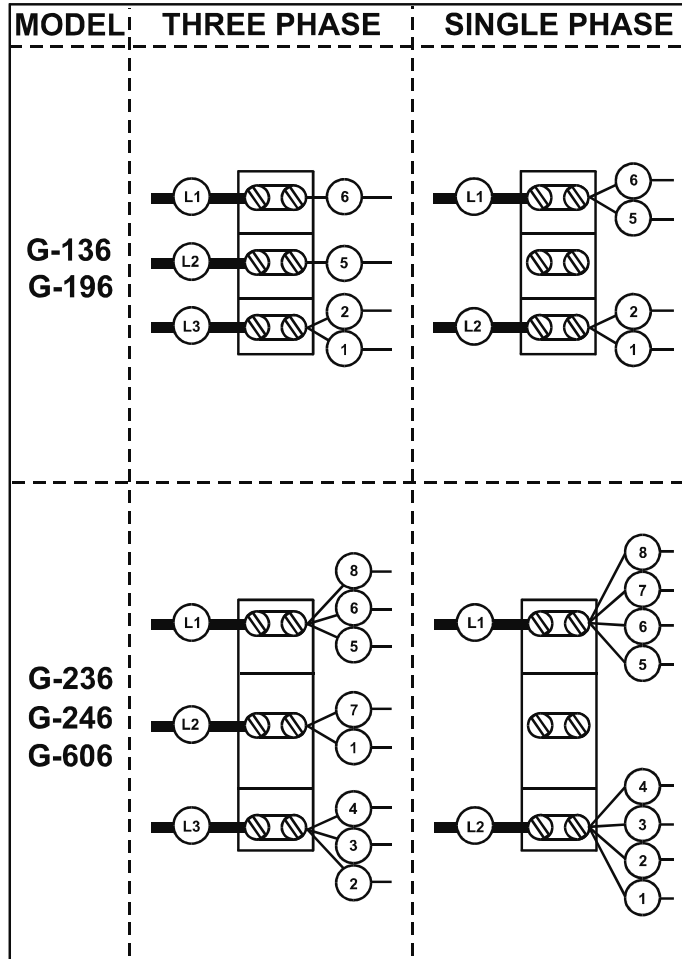 MODEL THREE PHASE SINGLE PHASE
G-136
G-196
L1 6
L2 5
L3 2
1
L1 6
5
L2 2
1
G-236
G-246
G-606
L1 8
6
5
L2 7
1
L3 4
3
2
L1 8
7
6
5
L2 4
3
2
1